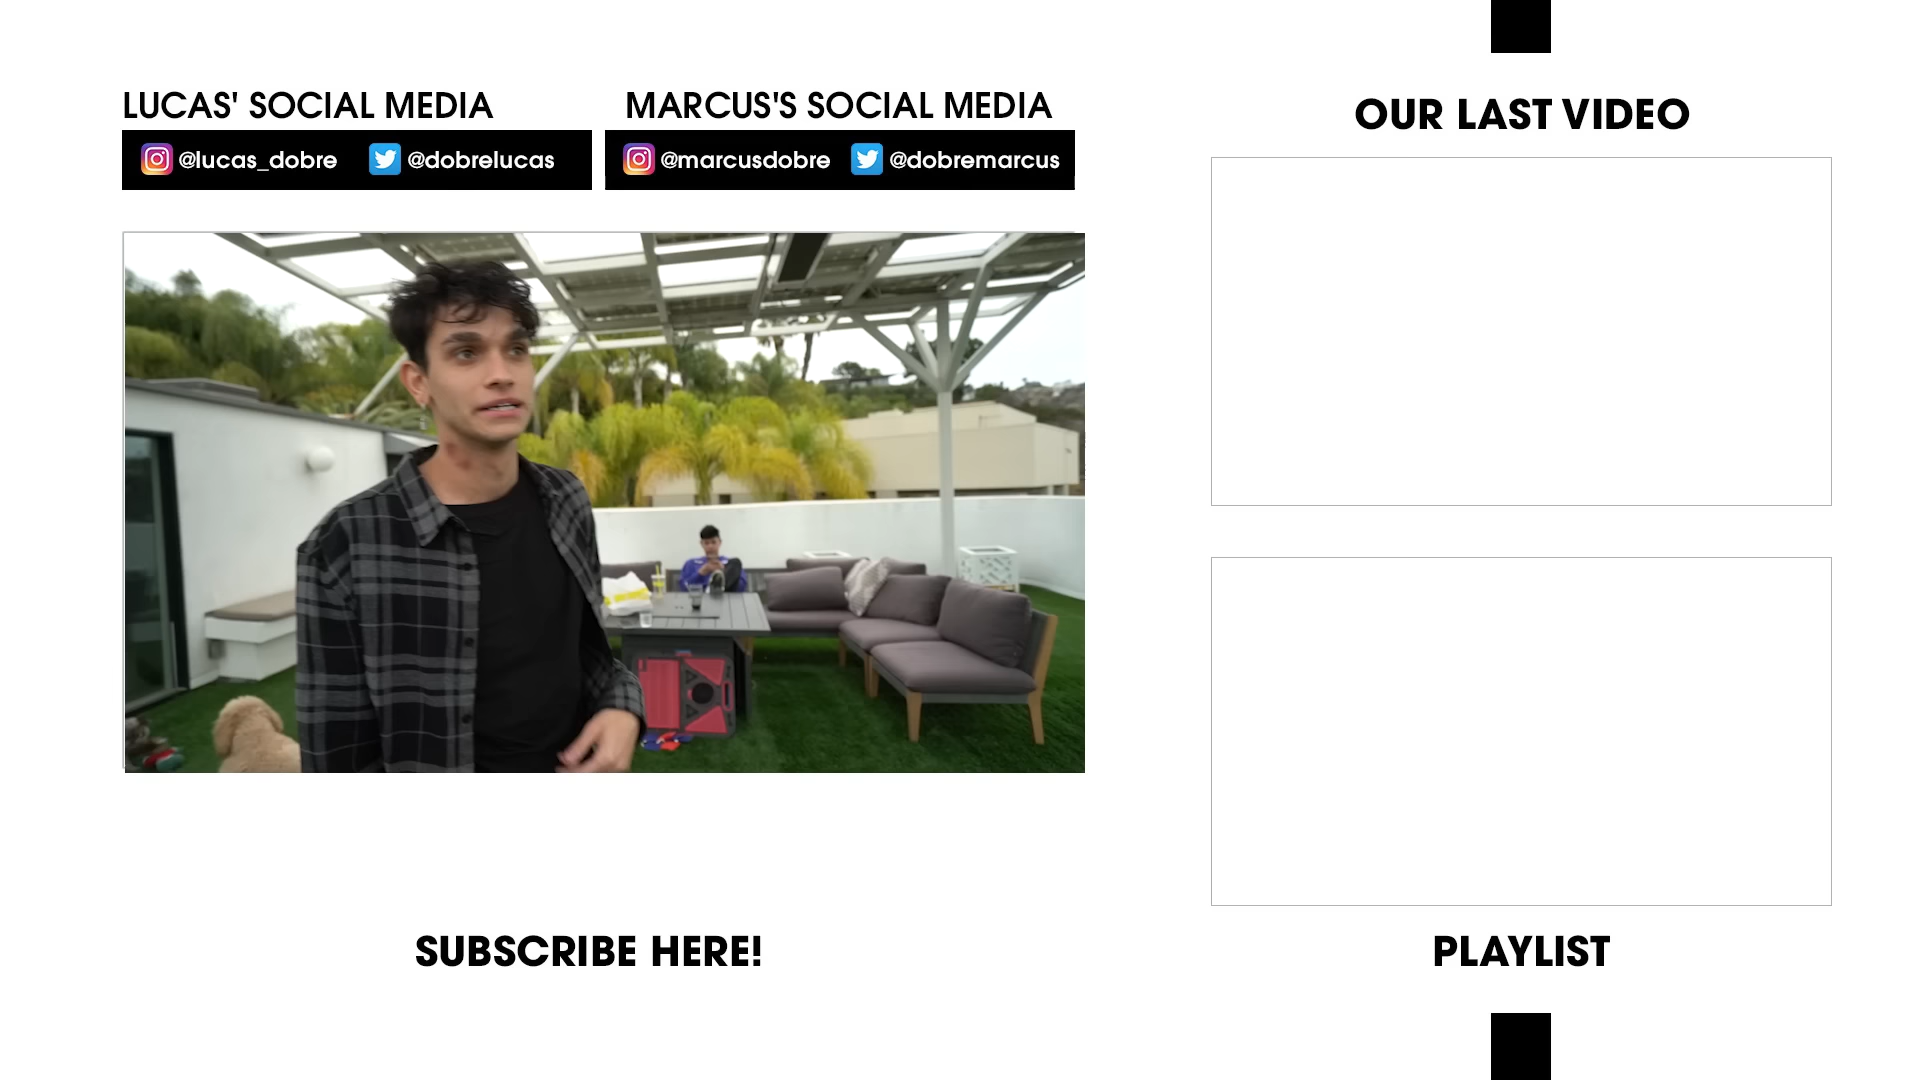 LUCAS' SOCIAL MEDIA
@lucas_dobre @dobrelucas
MARCUS'S SOCIAL MEDIA
@marcusdobre @dobremarcus
OUR LAST VIDEO
SUBSCRIBE HERE!
PLAYLIST